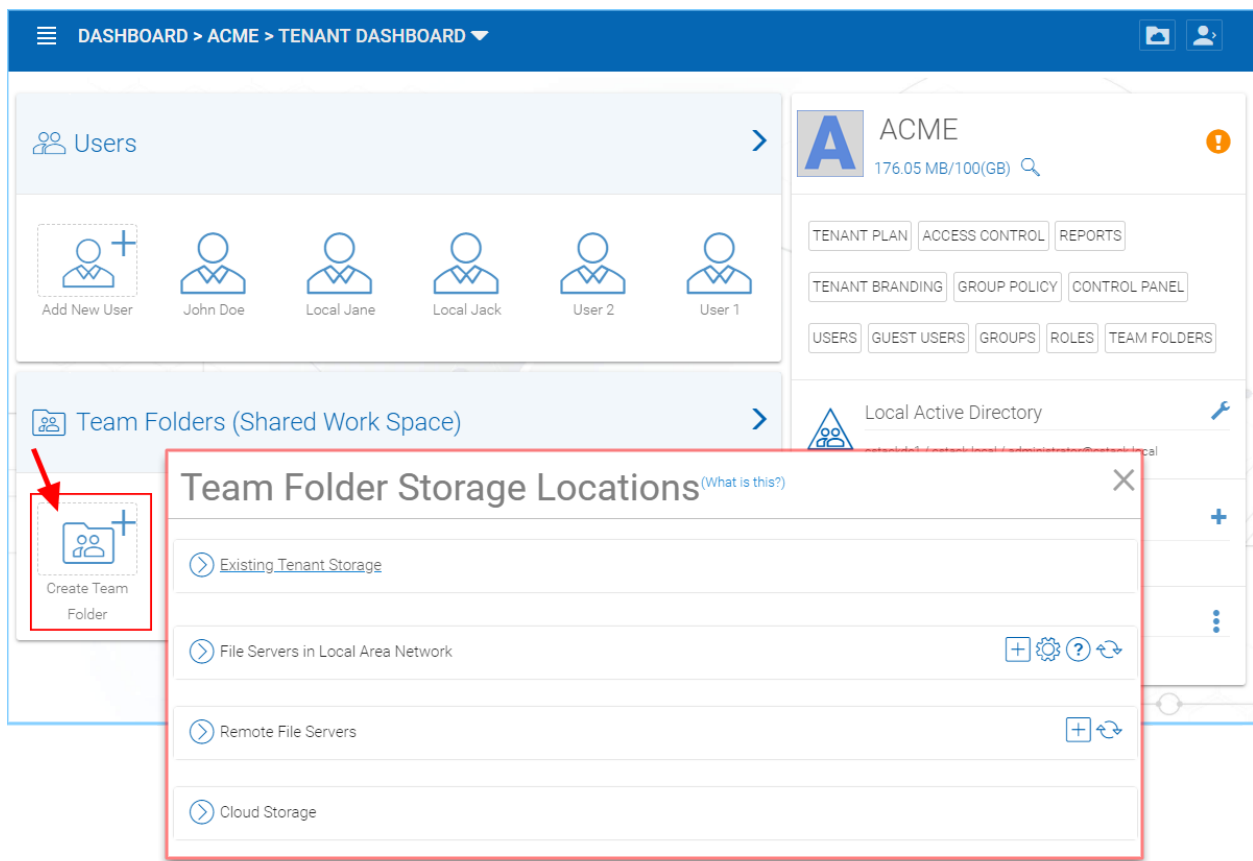 DASHBOARD > ACME > TENANT DASHBOARD
Users
Add New User
John Doe
Local Jane
Local Jack
User 2
User 1
A
ACME
176.05 MB/100(GB)
TENANT PLAN ACCESS CONTROL REPORTS
TENANT BRANDING GROUP POLICY CONTROL PANEL
USERS GUEST USERS GROUPS ROLES TEAM FOLDERS
Local Active Directory
Team Folders (Shared Work Space)
Create Team
Folder
Team Folder Storage Locations (What is this?)
Existing Tenant Storage
File Servers in Local Area Network
Remote File Servers
Cloud Storage